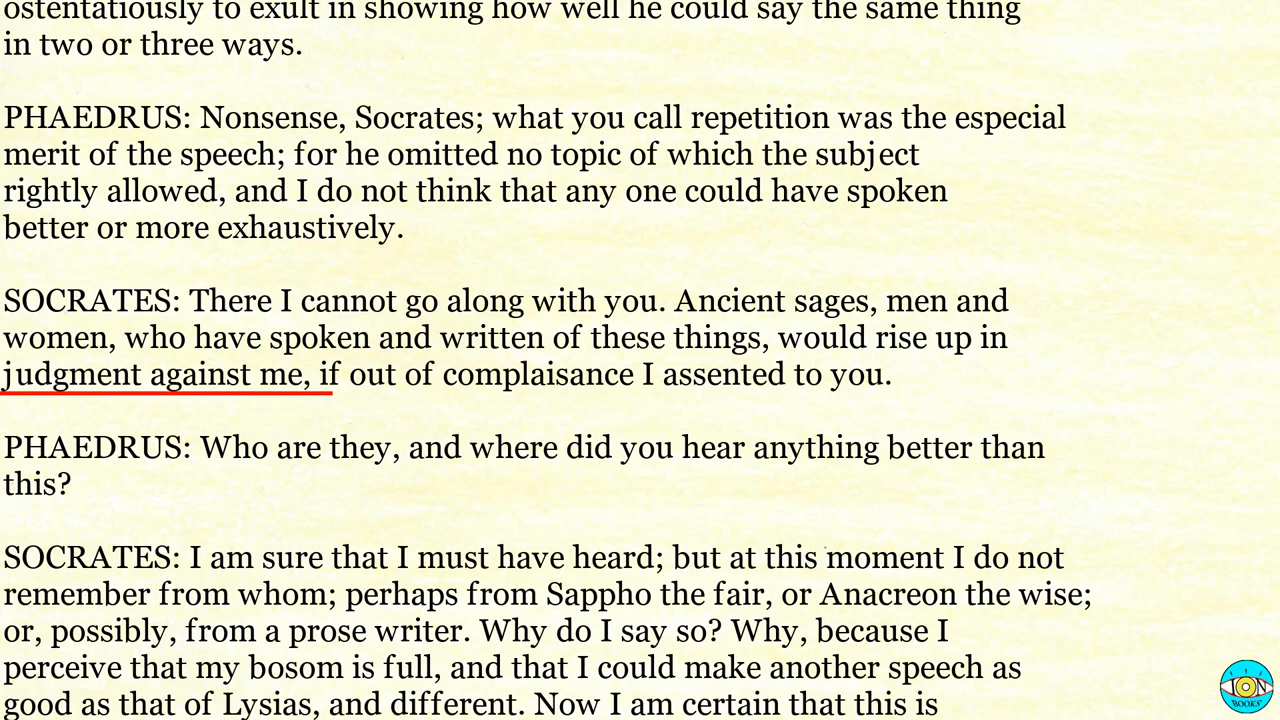 ostentatiously to exult in showing how well he could say the same thing
in two or three ways.
PHAEDRUS: Nonsense, Socrates; what you call repetition was the especial
merit of the speech; for he omitted no topic of which the subject
rightly allowed, and I do not think that any one could have spoken
better or more exhaustively.
SOCRATES: There I cannot go along with you. Ancient sages, men and
women, who have spoken and written of these things, would rise up in
judgment against me, if out of complaisance I assented to you.
PHAEDRUS: Who are they, and where did you hear anything better than
this?
SOCRATES: I am sure that I must have heard; but at this moment I do not
remember from whom; perhaps from Sappho the fair, or Anacreon the wise;
or, possibly, from a prose writer. Why do I say so? Why, because I
perceive that my bosom is full, and that I could make another speech as
good as that of Lysias, and different. Now I am certain that this is
ION
BOOKS